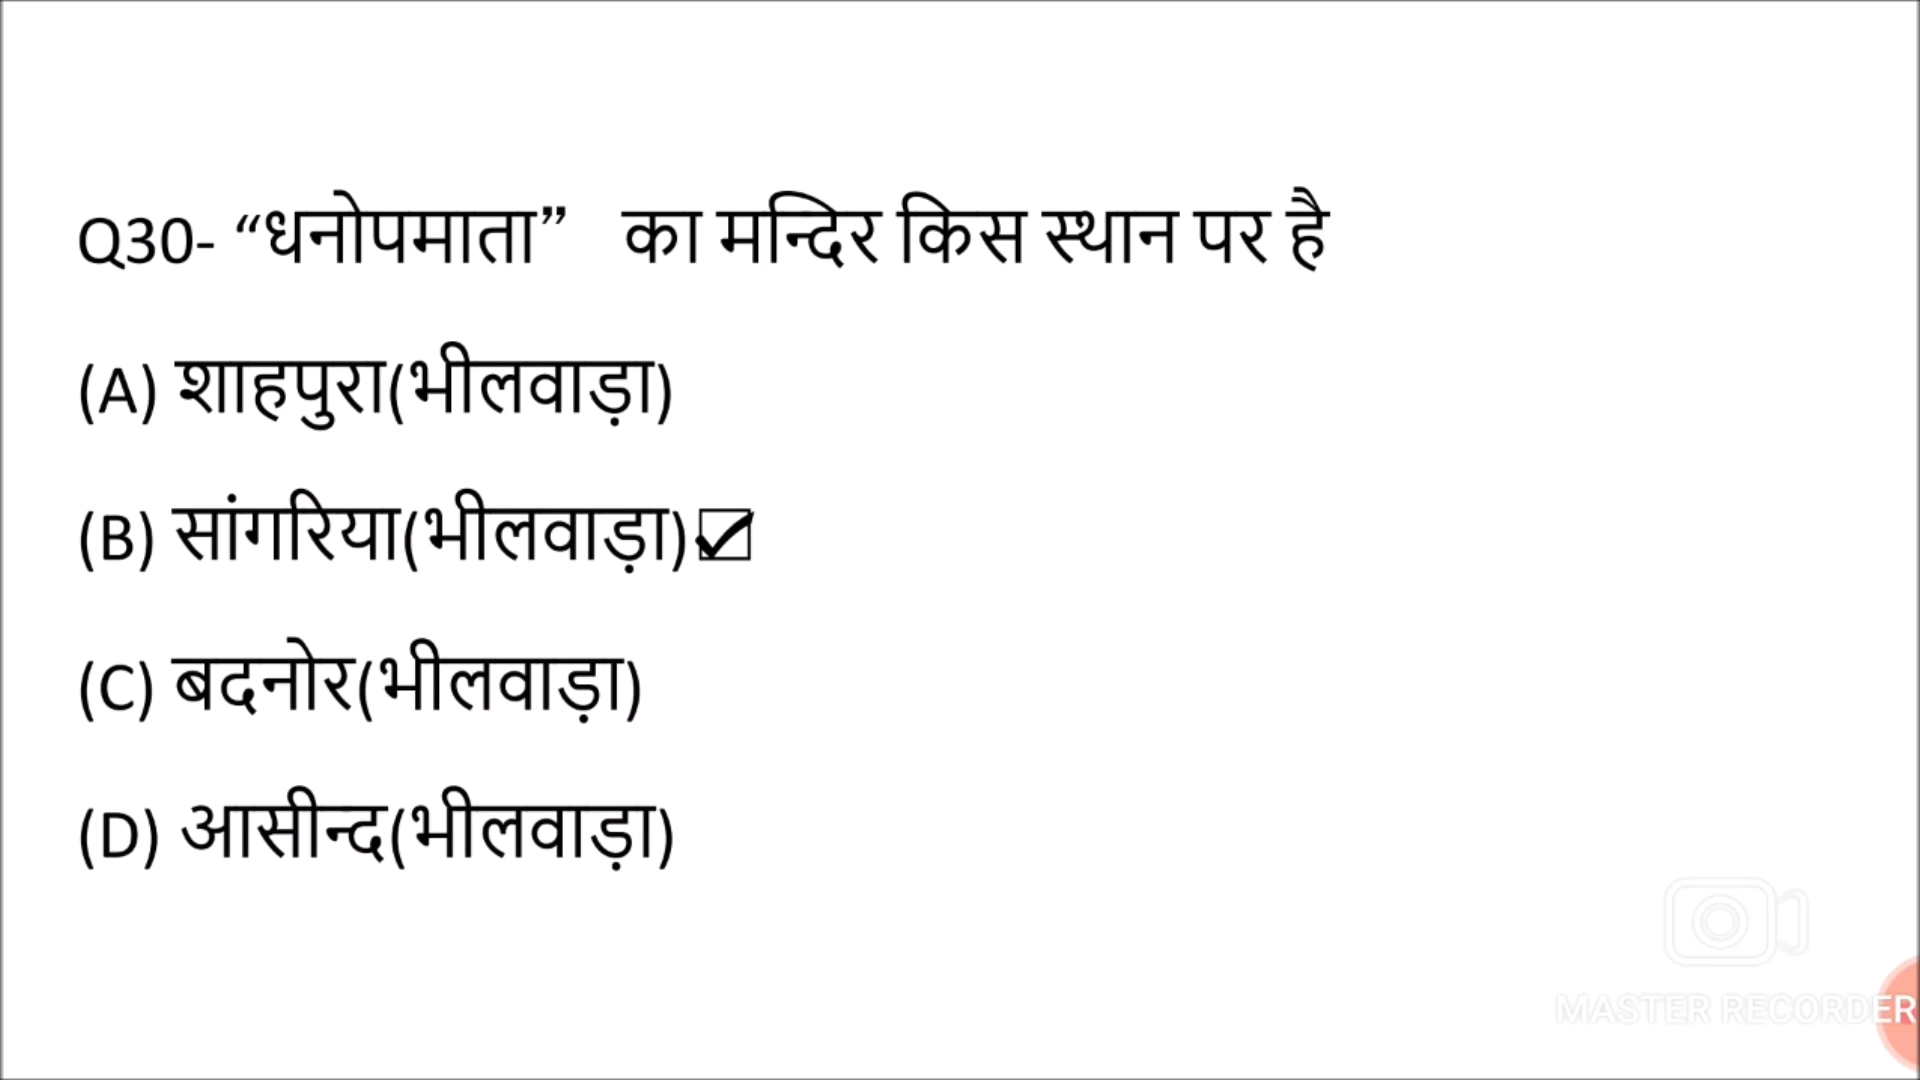 Q30- “धनोपमाता” का मन्दिर किस स्थान पर है
(A) शाहपुरा(भीलवाड़ा)
(B) सांगरिया(भीलवाड़ा)☑
(C) बदनोर(भीलवाड़ा)
(D) आसीन्द(भीलवाड़ा)
MASTER RECORDER